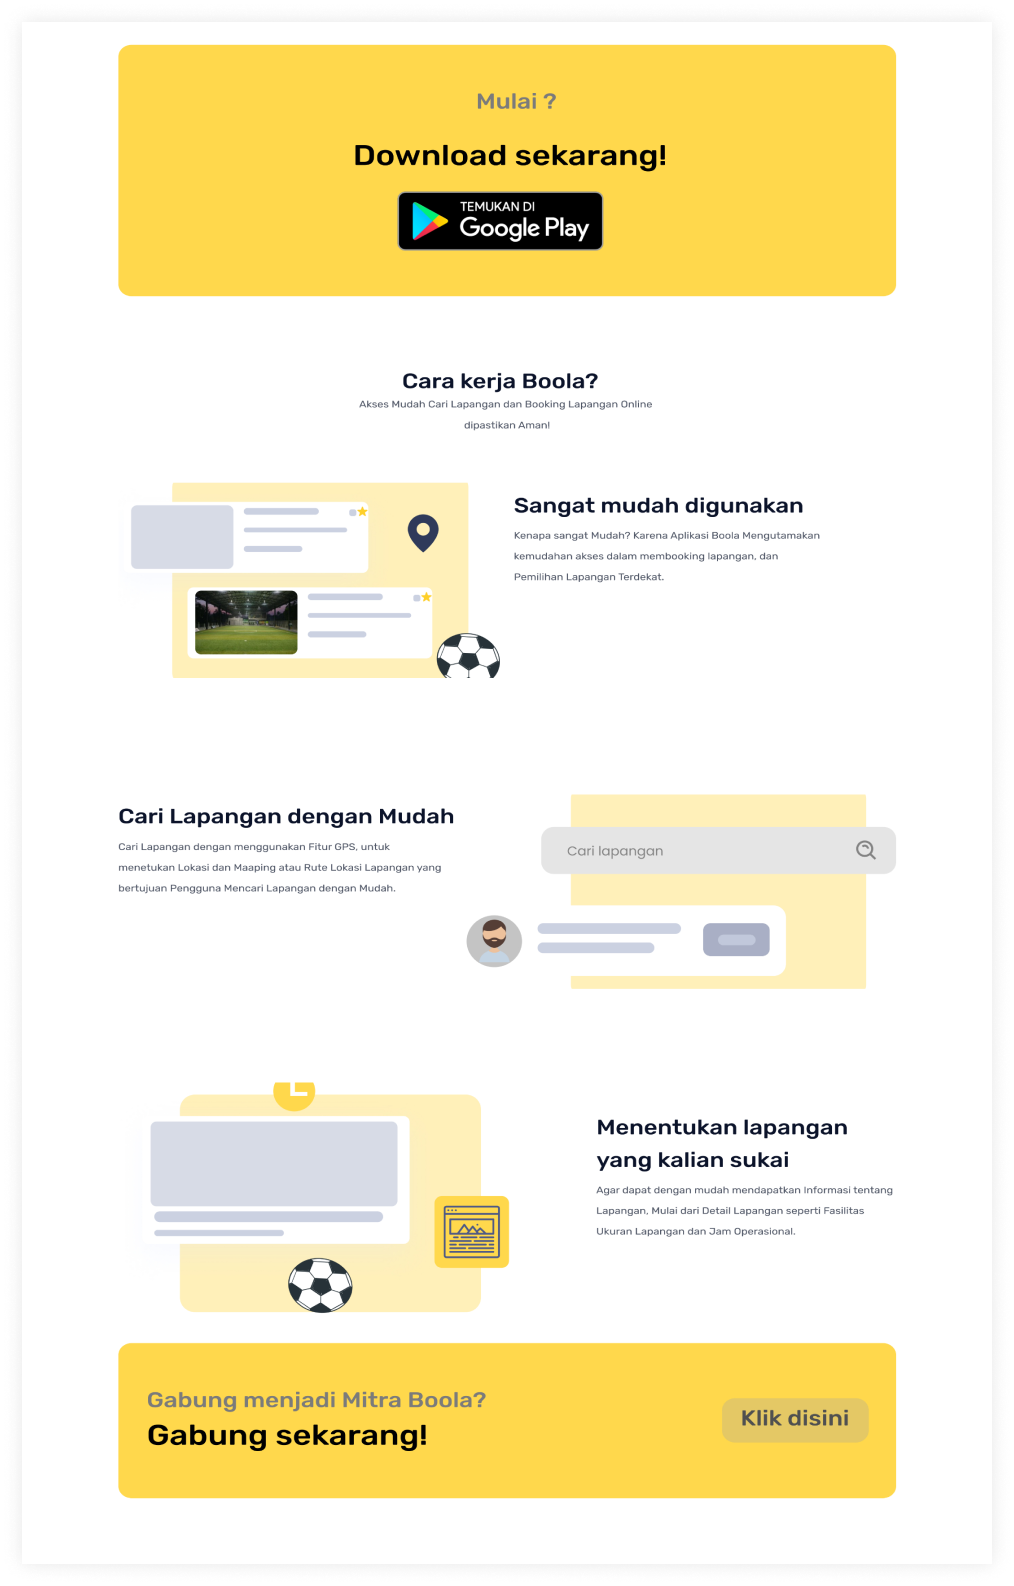 Mulai ?
Download sekarang!
TEMUKAN DI
Google Play
Cara kerja Boola?
Akses Mudah Cari Lapangan dan Booking Lapangan Online
dipastikan Aman!
Sangat mudah digunakan
Kenapa sangat Mudah? Karena Aplikasi Boola Mengutamakan
kemudahan akses dalam membooking lapangan, dan
Pemilihan Lapangan Terdekat.
Cari Lapangan dengan Mudah
Cari Lapangan dengan menggunakan Fitur GPS, untuk
menetukan Lokasi dan Maaping atau Rute Lokasi Lapangan yang
bertujuan Pengguna Mencari Lapangan dengan Mudah.
Cari lapangan
Menentukan lapangan
yang kalian sukai
Agar dapat dengan mudah mendapatkan Informasi tentang
Lapangan, Mulai dari Detail Lapangan seperti Fasilitas
Ukuran Lapangan dan Jam Operasional.
Gabung menjadi Mitra Boola?
Gabung sekarang!
Klik disini